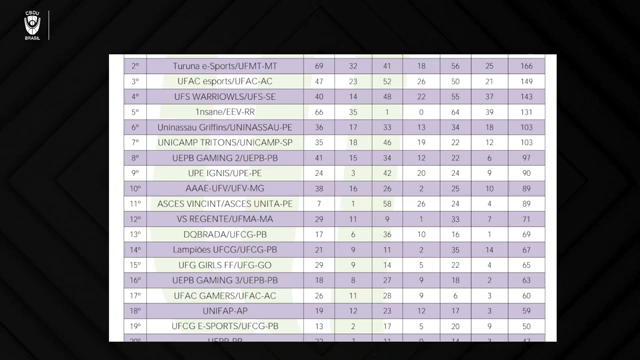 CBDU
BRASIL
2º Turuna e-Sports/UFMT-MT 69 32 41 18 56 25 166
3º UFAC esports/UFAC-AC 47 23 52 26 50 21 149
4º UFS WARRIOWLS/UFS-SE 40 14 48 22 55 37 143
5º 1nsane/EEV-RR 66 35 1 0 64 39 131
6º Uninassau Griffins/UNINASSAU-PE 36 17 33 13 34 18 103
7º UNICAMP TRITONS/UNICAMP-SP 35 18 46 19 22 12 103
8º UEPB GAMING 2/UEPB-PB 41 15 34 12 22 6 97
9º UPE IGNIS/UPE-PE 24 3 42 20 24 9 90
10º AAAE-UFV/UFV-MG 38 16 26 2 25 10 89
11º ASCES VINCINT/ASCES UNITA-PE 7 1 58 26 24 4 89
12º VS REGENTE/UFMA-MA 29 11 9 1 33 7 71
13º DQBRADA/UFCG-PB 17 6 36 10 16 1 69
14º Lampiões UFCG/UFCG-PB 21 9 11 2 35 14 67
15º UFG GIRLS FF/UFG-GO 29 9 14 5 22 4 65
16º UEPB GAMING 3/UEPB-PB 18 8 27 9 18 2 63
17º UFAC GAMERS/UFAC-AC 26 11 28 9 6 3 60
18º UNIFAP-AP 19 12 23 12 17 3 59
19º UFCG E-SPORTS/UFCG-PB 13 2 17 5 20 9 50